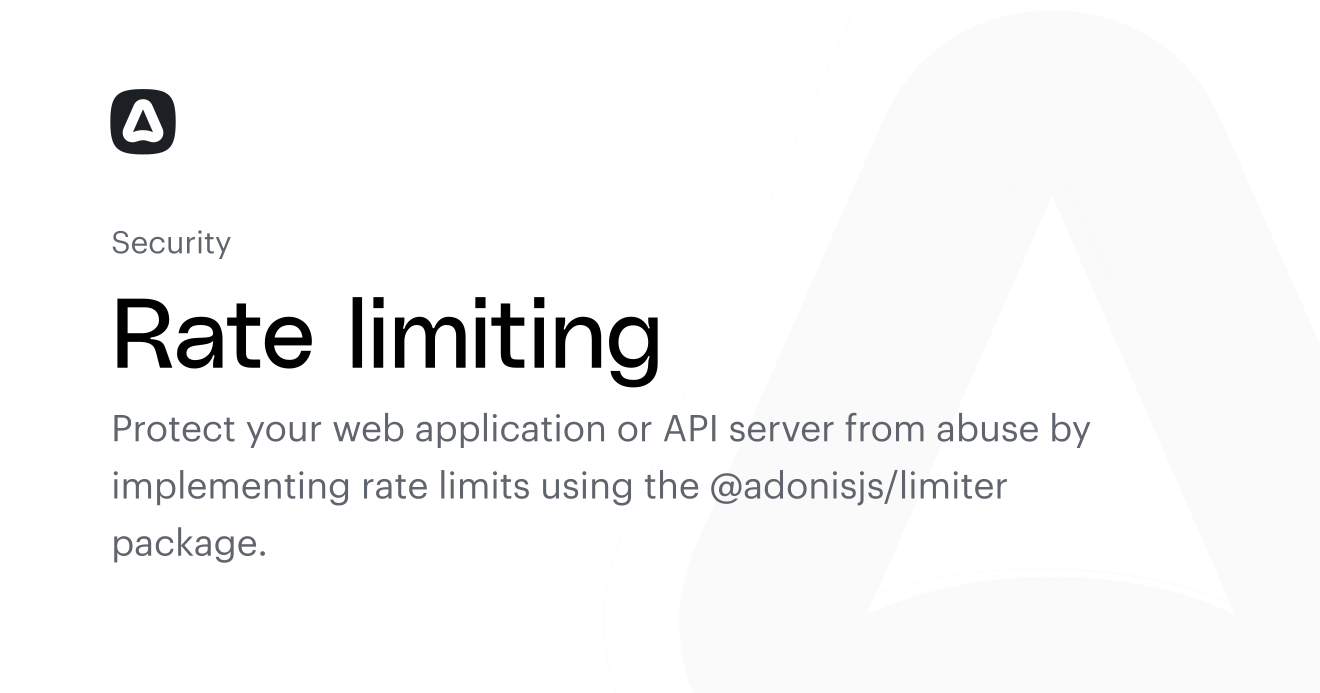 Security
Rate limiting
Protect your web application or API server from abuse by
implementing rate limits using the @adonisjs/limiter
package.